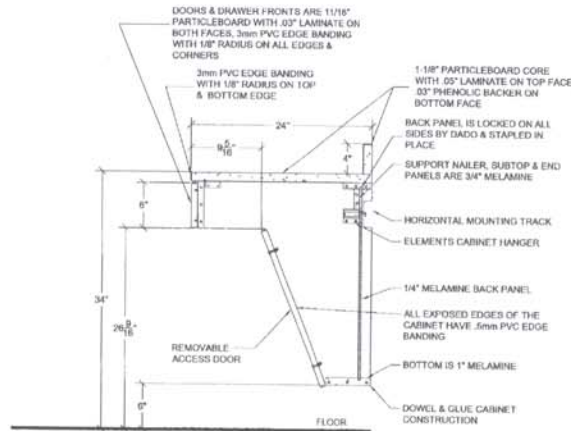 DOORS & DRAWER FRONTS ARE 11/16"
PARTICLEBOARD WITH .03" LAMINATE ON
BOTH FACES, 3mm PVC EDGE BANDING
WITH 1/8" RADIUS ON ALL EDGES &
CORNERS
3mm PVC EDGE BANDING
WITH 1/8" RADIUS ON TOP
& BOTTOM EDGE
1-1/8" PARTICLEBOARD CORE
WITH .05" LAMINATE ON TOP FACE
.03" PHENOLIC BACKER ON
BOTTOM FACE
24"
9 5/16"
4"
BACK PANEL IS LOCKED ON ALL
SIDES BY DADO & STAPLED IN
PLACE
SUPPORT NAILER, SUBTOP & END
PANELS ARE 3/4" MELAMINE
6"
HORIZONTAL MOUNTING TRACK
ELEMENTS CABINET HANGER
34"
26 9/16"
1/4" MELAMINE BACK PANEL
ALL EXPOSED EDGES OF THE
CABINET HAVE .5mm PVC EDGE
BANDING
REMOVABLE
ACCESS DOOR
BOTTOM IS 1" MELAMINE
6"
DOWEL & GLUE CABINET
CONSTRUCTION
FLOOR